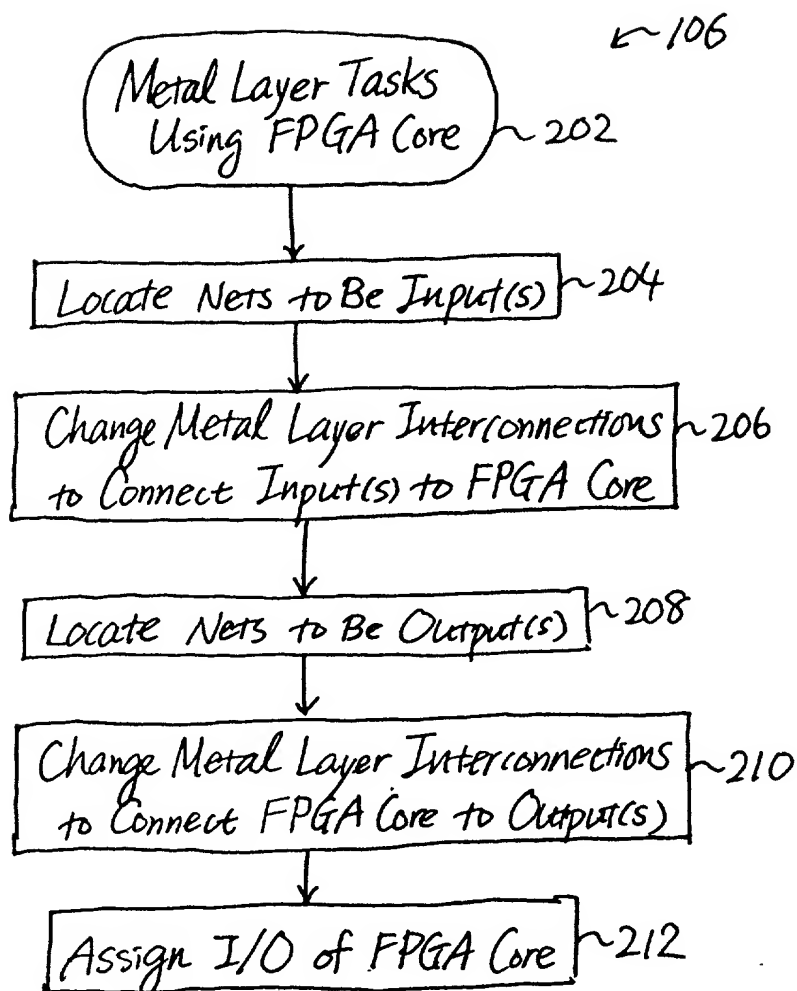 106
Metal Layer Tasks
Using FPGA Core
202
Locate Nets to Be Input(s)
204
Change Metal Layer Interconnections
to Connect Input(s) to FPGA Core
206
Locate Nets to Be Output(s)
208
Change Metal Layer Interconnections
to Connect FPGA Core to Output(s)
210
Assign I/O of FPGA Core
212